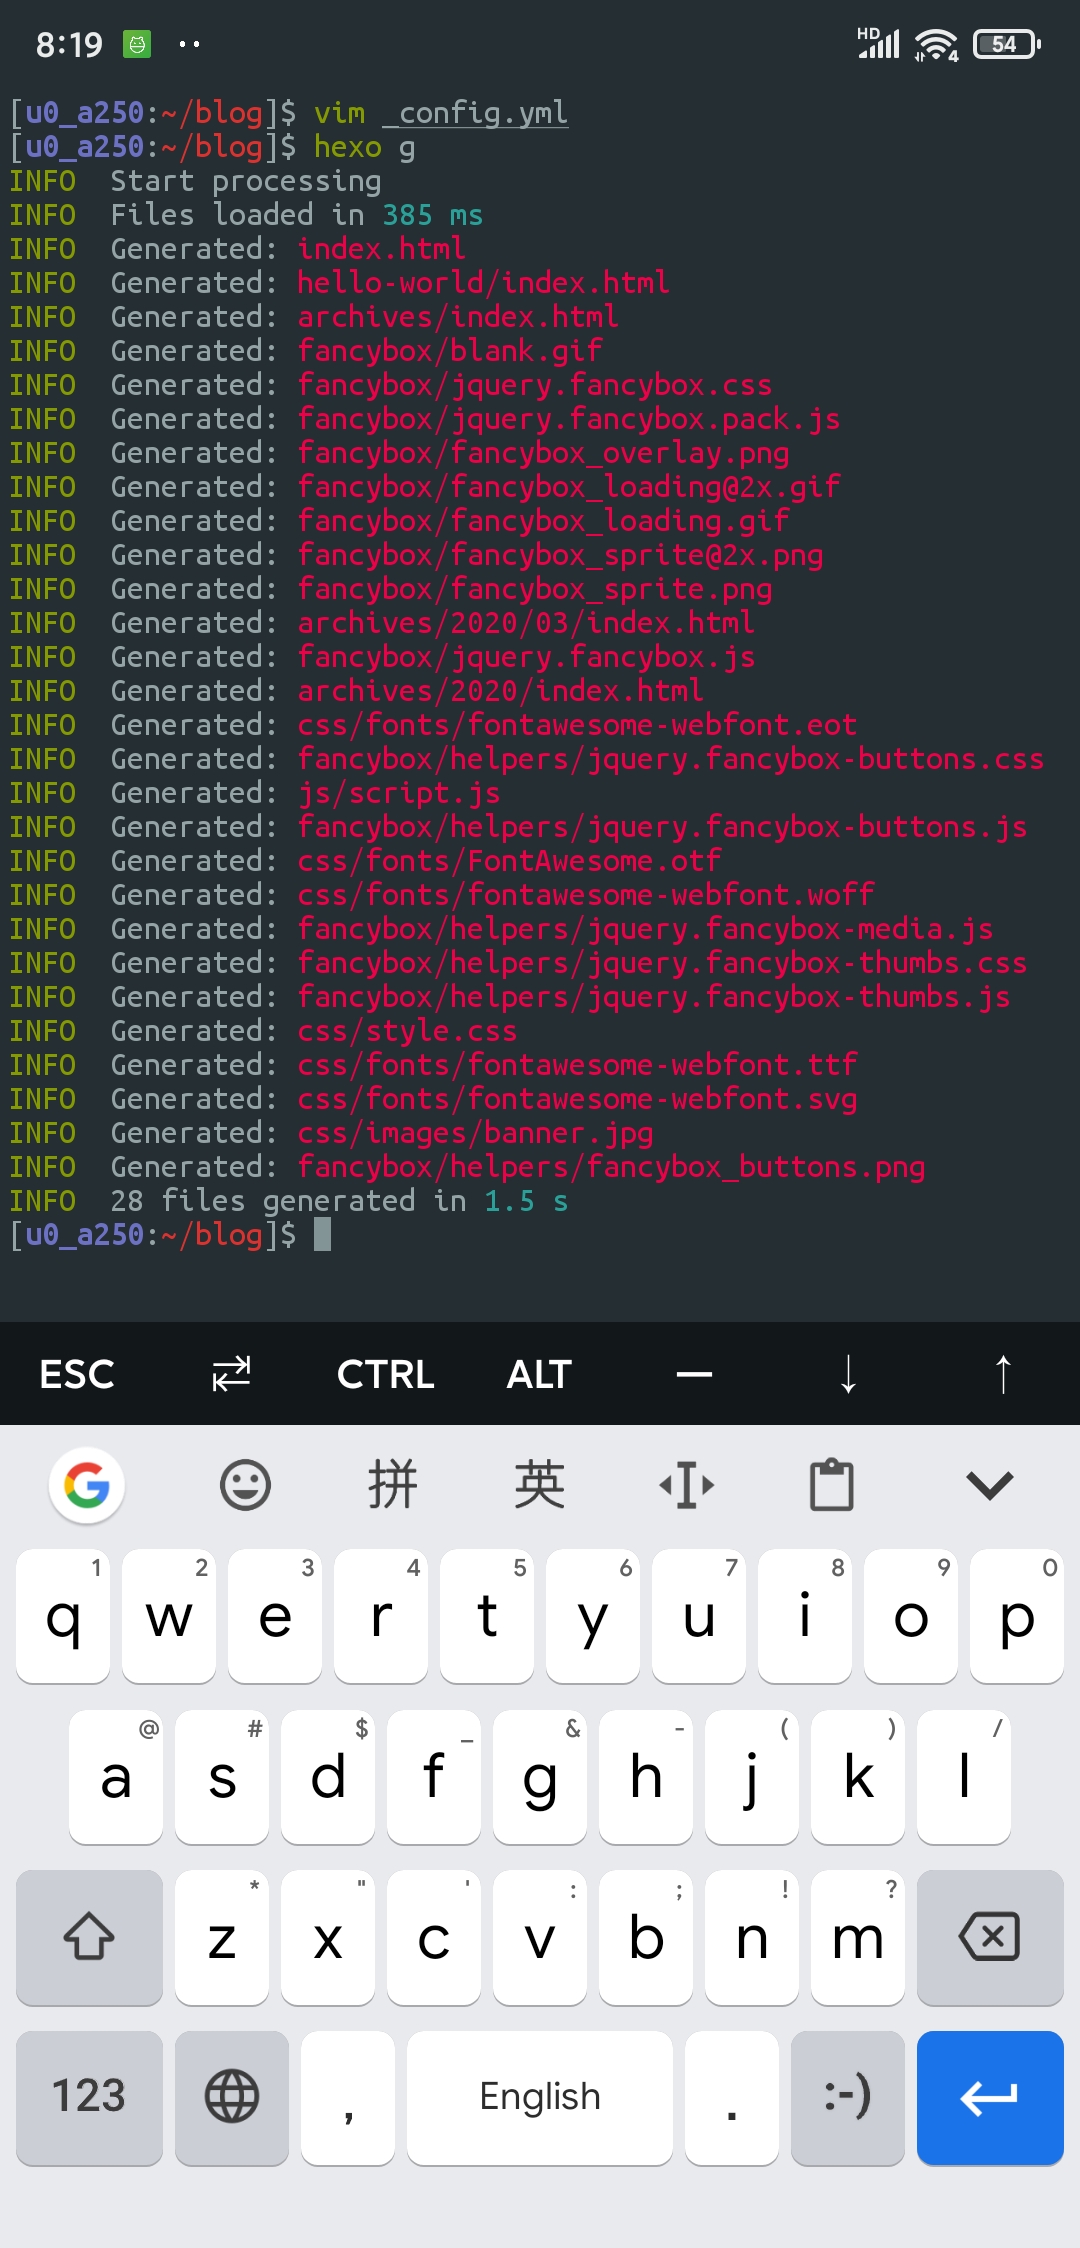 8:19 HD 4 54
[u0_a250:~/blog]$ vim _config.yml
[u0_a250:~/blog]$ hexo g
INFO  Start processing
INFO  Files loaded in 385 ms
INFO  Generated: index.html
INFO  Generated: hello-world/index.html
INFO  Generated: archives/index.html
INFO  Generated: fancybox/blank.gif
INFO  Generated: fancybox/jquery.fancybox.css
INFO  Generated: fancybox/jquery.fancybox.pack.js
INFO  Generated: fancybox/fancybox_overlay.png
INFO  Generated: fancybox/fancybox_loading@2x.gif
INFO  Generated: fancybox/fancybox_loading.gif
INFO  Generated: fancybox/fancybox_sprite@2x.png
INFO  Generated: fancybox/fancybox_sprite.png
INFO  Generated: archives/2020/03/index.html
INFO  Generated: fancybox/jquery.fancybox.js
INFO  Generated: archives/2020/index.html
INFO  Generated: css/fonts/fontawesome-webfont.eot
INFO  Generated: fancybox/helpers/jquery.fancybox-buttons.css
INFO  Generated: js/script.js
INFO  Generated: fancybox/helpers/jquery.fancybox-buttons.js
INFO  Generated: css/fonts/FontAwesome.otf
INFO  Generated: css/fonts/fontawesome-webfont.woff
INFO  Generated: fancybox/helpers/jquery.fancybox-media.js
INFO  Generated: fancybox/helpers/jquery.fancybox-thumbs.css
INFO  Generated: fancybox/helpers/jquery.fancybox-thumbs.js
INFO  Generated: css/style.css
INFO  Generated: css/fonts/fontawesome-webfont.ttf
INFO  Generated: css/fonts/fontawesome-webfont.svg
INFO  Generated: css/images/banner.jpg
INFO  Generated: fancybox/helpers/fancybox_buttons.png
INFO  28 files generated in 1.5 s
[u0_a250:~/blog]$
ESC ⇄ CTRL ALT — ↓ ↑
G 拼 英
1 2 3 4 5 6 7 8 9 0
q w e r t y u i o p
@ # $ _ & - ( ) /
a s d f g h j k l
* " ' : ; ! ?
z x c v b n m
123 , English . :-)